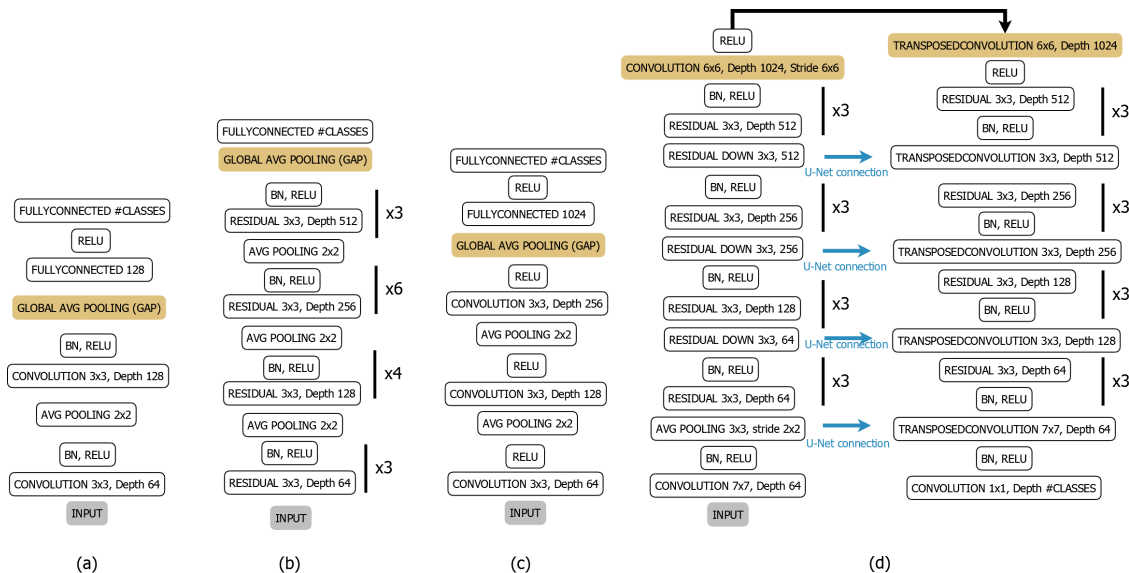 FULLYCONNECTED #CLASSES
RELU
FULLYCONNECTED 128
GLOBAL AVG POOLING (GAP)
BN, RELU
CONVOLUTION 3x3, Depth 128
AVG POOLING 2x2
BN, RELU
CONVOLUTION 3x3, Depth 64
INPUT
(a)
FULLYCONNECTED #CLASSES
GLOBAL AVG POOLING (GAP)
BN, RELU
RESIDUAL 3x3, Depth 512
x3
AVG POOLING 2x2
BN, RELU
RESIDUAL 3x3, Depth 256
x6
AVG POOLING 2x2
BN, RELU
RESIDUAL 3x3, Depth 128
x4
AVG POOLING 2x2
BN, RELU
RESIDUAL 3x3, Depth 64
x3
INPUT
(b)
FULLYCONNECTED #CLASSES
RELU
FULLYCONNECTED 1024
GLOBAL AVG POOLING (GAP)
RELU
CONVOLUTION 3x3, Depth 256
AVG POOLING 2x2
RELU
CONVOLUTION 3x3, Depth 128
AVG POOLING 2x2
RELU
CONVOLUTION 3x3, Depth 64
INPUT
(c)
RELU
CONVOLUTION 6x6, Depth 1024, Stride 6x6
BN, RELU
RESIDUAL 3x3, Depth 512
x3
RESIDUAL DOWN 3x3, 512
U-Net connection
BN, RELU
RESIDUAL 3x3, Depth 256
x3
RESIDUAL DOWN 3x3, 256
U-Net connection
BN, RELU
RESIDUAL 3x3, Depth 128
x3
RESIDUAL DOWN 3x3, 64
U-Net connection
BN, RELU
RESIDUAL 3x3, Depth 64
x3
AVG POOLING 3x3, stride 2x2
U-Net connection
BN, RELU
CONVOLUTION 7x7, Depth 64
INPUT
TRANSPOSEDCONVOLUTION 6x6, Depth 1024
RELU
RESIDUAL 3x3, Depth 512
BN, RELU
x3
TRANSPOSEDCONVOLUTION 3x3, Depth 512
RESIDUAL 3x3, Depth 256
BN, RELU
x3
TRANSPOSEDCONVOLUTION 3x3, Depth 256
RESIDUAL 3x3, Depth 128
BN, RELU
x3
TRANSPOSEDCONVOLUTION 3x3, Depth 128
RESIDUAL 3x3, Depth 64
BN, RELU
x3
TRANSPOSEDCONVOLUTION 7x7, Depth 64
BN, RELU
CONVOLUTION 1x1, Depth #CLASSES
(d)